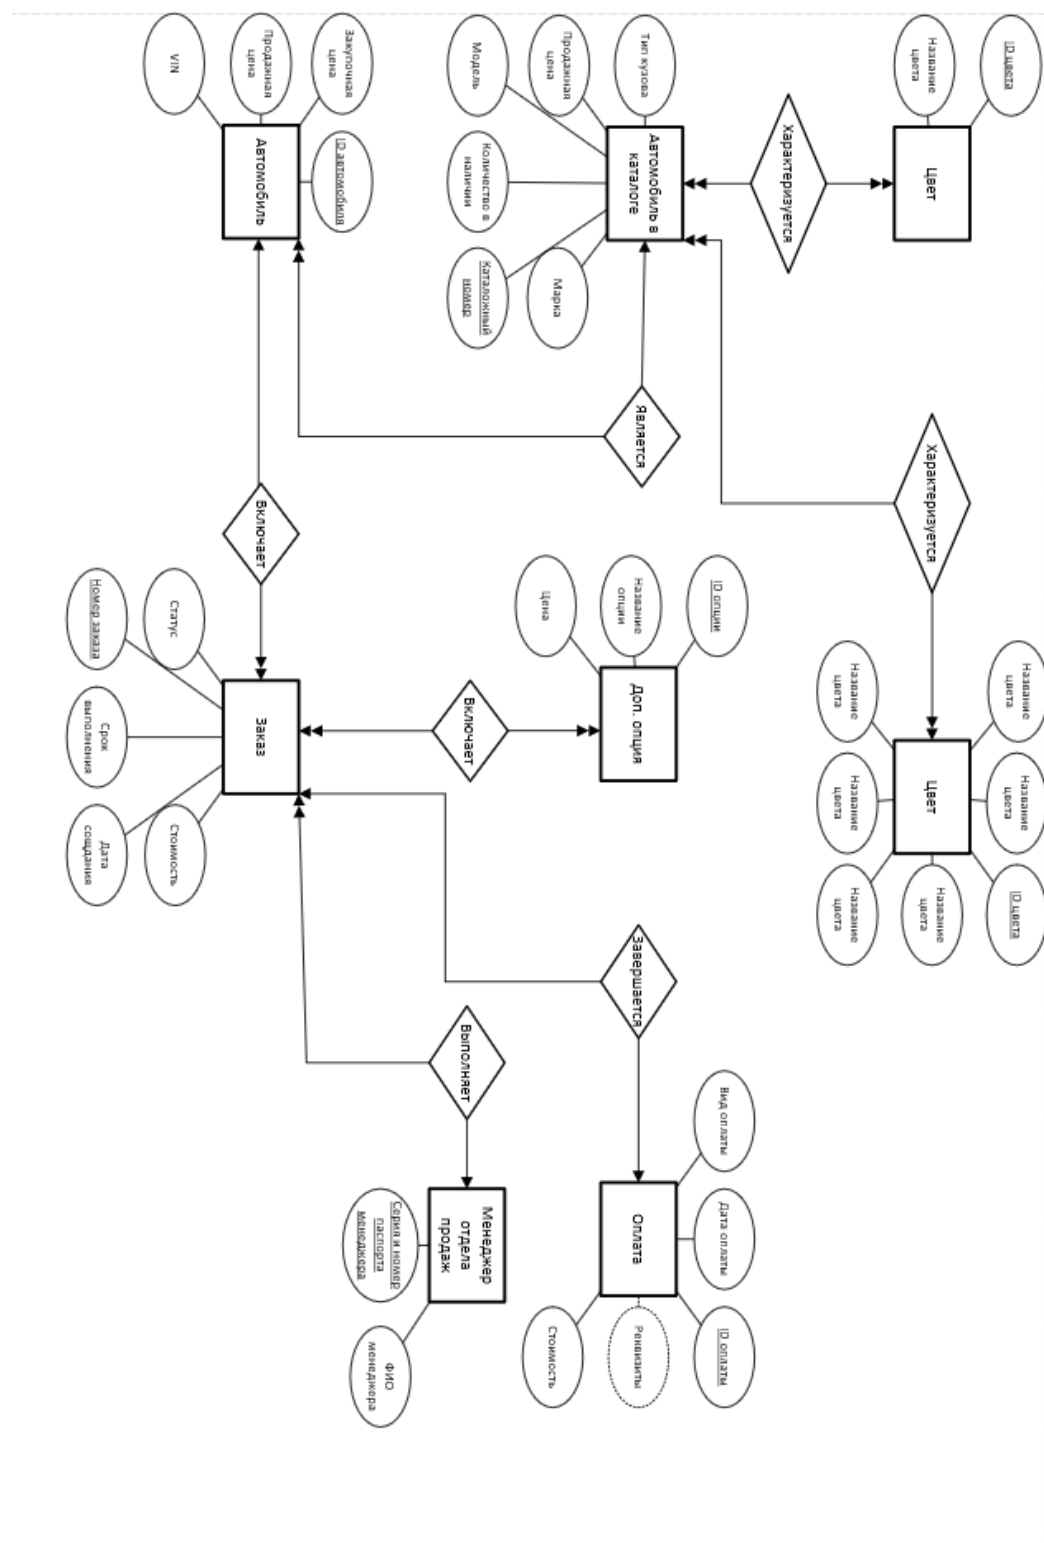 ID цвета
Название
цвета
Название
цвета
ID цвета
Название
цвета
Цвет
Характеризуется
Цвет
Название
цвета
Название
цвета
Название
цвета
Название
цвета
Характеризуется
ID опции
Вид оплаты
Дата оплаты
ID оплаты
Тип кузова
Автомобиль в
каталоге
Является
Название
опции
Доп. опция
Завершается
Оплата
Реквизиты
Продажная
цена
Марка
Цена
Стоимость
Модель
Количество в
наличии
Каталожный
номер
Включает
Выполняет
Менеджер
отдела
продаж
Серия и номер
паспорта
менеджера
ФИО
менеджера
Закупочная
цена
ID автомобиля
Продажная
цена
Автомобиль
Включает
Заказ
VIN
Статус
Стоимость
Номер заказа
Срок
выполнения
Дата
сощдания